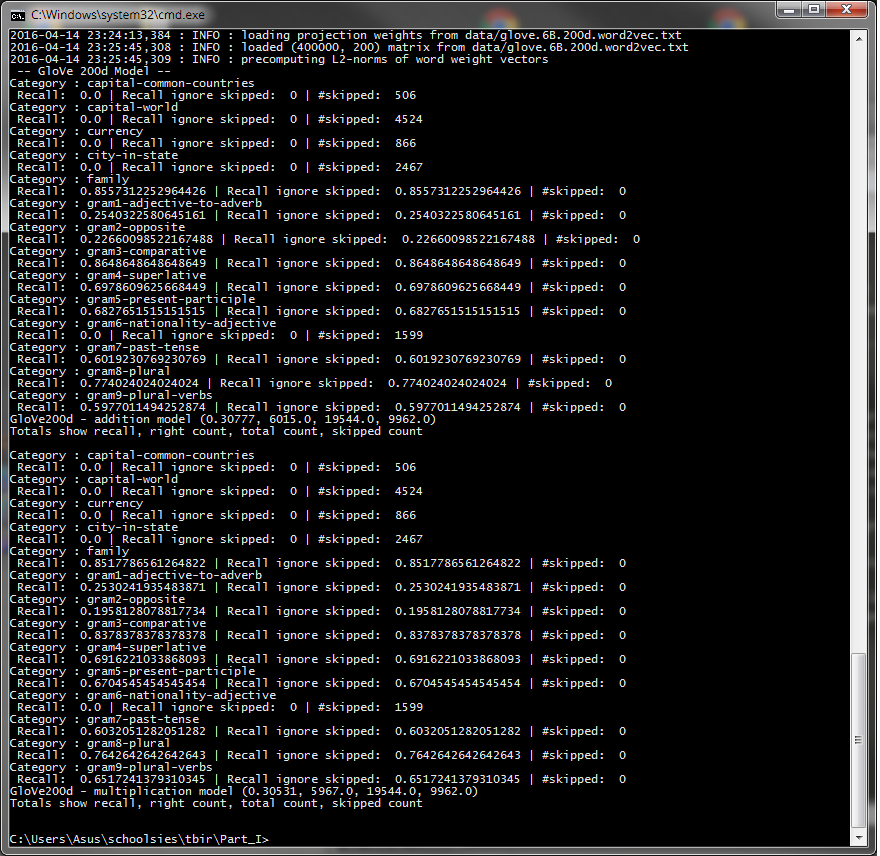 C:\Windows\system32\cmd.exe
2016-04-14 23:24:13,384 : INFO : loading projection weights from data/glove.6B.200d.word2vec.txt
2016-04-14 23:25:45,308 : INFO : loaded (400000, 200) matrix from data/glove.6B.200d.word2vec.txt
2016-04-14 23:25:45,309 : INFO : precomputing L2-norms of word weight vectors
-- GloVe 200d Model --
Category : capital-common-countries
Recall: 0.0 | Recall ignore skipped: 0 | #skipped: 506
Category : capital-world
Recall: 0.0 | Recall ignore skipped: 0 | #skipped: 4524
Category : currency
Recall: 0.0 | Recall ignore skipped: 0 | #skipped: 866
Category : city-in-state
Recall: 0.0 | Recall ignore skipped: 0 | #skipped: 2467
Category : family
Recall: 0.8557312252964426 | Recall ignore skipped: 0.8557312252964426 | #skipped: 0
Category : gram1-adjective-to-adverb
Recall: 0.2540322580645161 | Recall ignore skipped: 0.2540322580645161 | #skipped: 0
Category : gram2-opposite
Recall: 0.22660098522167488 | Recall ignore skipped: 0.22660098522167488 | #skipped: 0
Category : gram3-comparative
Recall: 0.8648648648648649 | Recall ignore skipped: 0.8648648648648649 | #skipped: 0
Category : gram4-superlative
Recall: 0.6978609625668449 | Recall ignore skipped: 0.6978609625668449 | #skipped: 0
Category : gram5-present-participle
Recall: 0.6827651515151515 | Recall ignore skipped: 0.6827651515151515 | #skipped: 0
Category : gram6-nationality-adjective
Recall: 0.0 | Recall ignore skipped: 0 | #skipped: 1599
Category : gram7-past-tense
Recall: 0.6019230769230769 | Recall ignore skipped: 0.6019230769230769 | #skipped: 0
Category : gram8-plural
Recall: 0.774024024024024 | Recall ignore skipped: 0.774024024024024 | #skipped: 0
Category : gram9-plural-verbs
Recall: 0.5977011494252874 | Recall ignore skipped: 0.5977011494252874 | #skipped: 0
GloVe200d - addition model (0.30777, 6015.0, 19544.0, 9962.0)
Totals show recall, right count, total count, skipped count
Category : capital-common-countries
Recall: 0.0 | Recall ignore skipped: 0 | #skipped: 506
Category : capital-world
Recall: 0.0 | Recall ignore skipped: 0 | #skipped: 4524
Category : currency
Recall: 0.0 | Recall ignore skipped: 0 | #skipped: 866
Category : city-in-state
Recall: 0.0 | Recall ignore skipped: 0 | #skipped: 2467
Category : family
Recall: 0.8517786561264822 | Recall ignore skipped: 0.8517786561264822 | #skipped: 0
Category : gram1-adjective-to-adverb
Recall: 0.2530241935483871 | Recall ignore skipped: 0.2530241935483871 | #skipped: 0
Category : gram2-opposite
Recall: 0.1958128078817734 | Recall ignore skipped: 0.1958128078817734 | #skipped: 0
Category : gram3-comparative
Recall: 0.8378378378378378 | Recall ignore skipped: 0.8378378378378378 | #skipped: 0
Category : gram4-superlative
Recall: 0.6916221033868093 | Recall ignore skipped: 0.6916221033868093 | #skipped: 0
Category : gram5-present-participle
Recall: 0.6704545454545454 | Recall ignore skipped: 0.6704545454545454 | #skipped: 0
Category : gram6-nationality-adjective
Recall: 0.0 | Recall ignore skipped: 0 | #skipped: 1599
Category : gram7-past-tense
Recall: 0.6032051282051282 | Recall ignore skipped: 0.6032051282051282 | #skipped: 0
Category : gram8-plural
Recall: 0.7642642642642643 | Recall ignore skipped: 0.7642642642642643 | #skipped: 0
Category : gram9-plural-verbs
Recall: 0.6517241379310345 | Recall ignore skipped: 0.6517241379310345 | #skipped: 0
GloVe200d - multiplication model (0.30531, 5967.0, 19544.0, 9962.0)
Totals show recall, right count, total count, skipped count
C:\Users\Asus\schoolsies\tbir\Part_I>